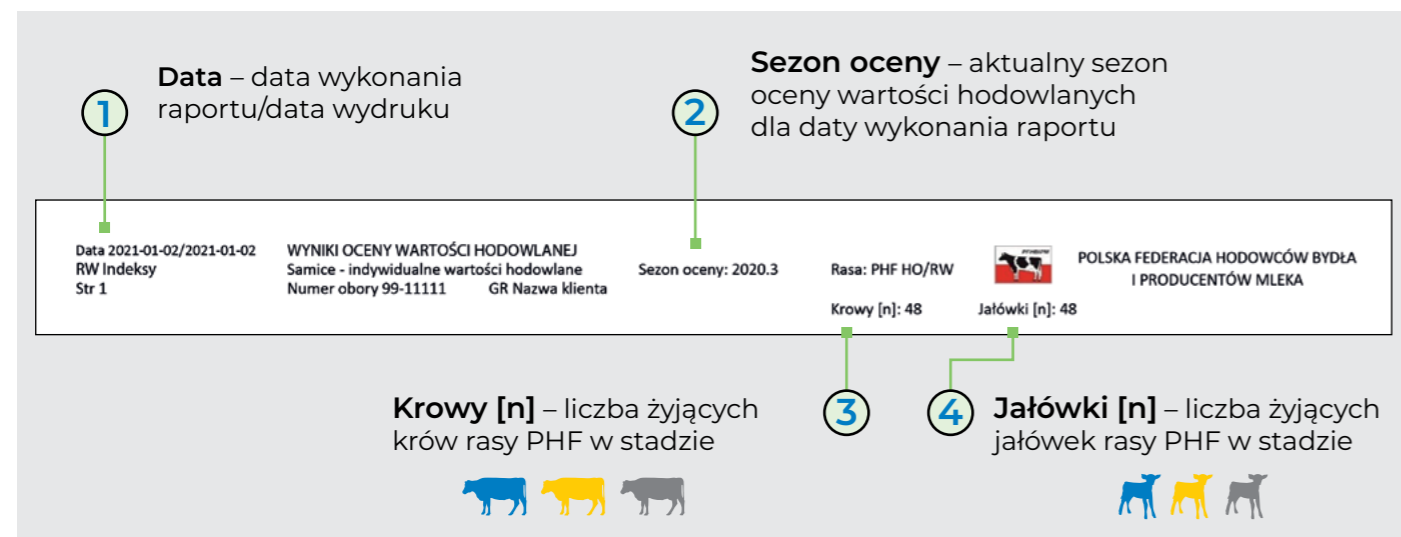 Data – data wykonania
raportu/data wydruku
1
Sezon oceny – aktualny sezon
oceny wartości hodowlanych
dla daty wykonania raportu
2
Data 2021-01-02/2021-01-02
RW Indeksy
Str 1
WYNIKI OCENY WARTOŚCI HODOWLANEJ
Samice - indywidualne wartości hodowlane
Numer obory 99-11111 GR Nazwa klienta
Sezon oceny: 2020.3
Rasa: PHF HO/RW
POLSKA FEDERACJA HODOWCÓW BYDŁA
I PRODUCENTÓW MLEKA
Krowy [n]: 48
Jałówki [n]: 48
Krowy [n] – liczba żyjących
krów rasy PHF w stadzie
3
4
Jałówki [n] – liczba żyjących
jałówek rasy PHF w stadzie